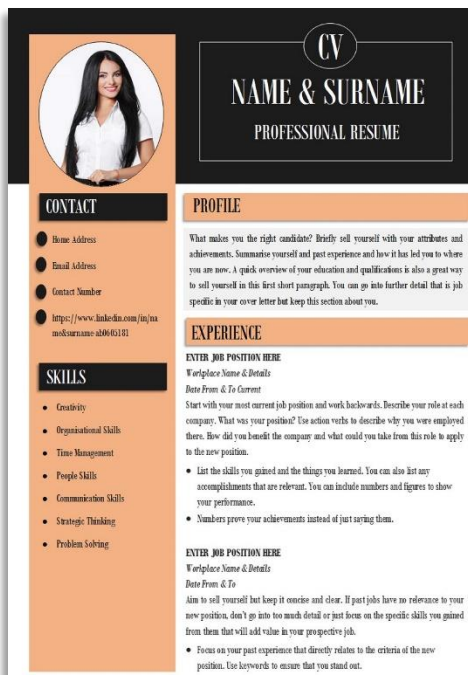 CV
NAME & SURNAME
PROFESSIONAL RESUME
CONTACT
Home Address
Email Address
Contact Number
https://www.linkedin.com/in/na
me&surname-ab0605181
SKILLS
Creativity
Organisational Skills
Time Management
People Skills
Communication Skills
Strategic Thinking
Problem Solving
PROFILE
What makes you the right candidate? Briefly sell yourself with your attributes and
achievements. Summarise yourself and past experience and how it has led you to where
you are now. A quick overview of your education and qualifications is also a great way
to sell yourself in this first short paragraph. You can go into further detail that is job
specific in your cover letter but keep this section about you.
EXPERIENCE
ENTER JOB POSITION HERE
Workplace Name & Details
Date From & To Current
Start with your most current job position and work backwards. Describe your role at each
company. What was your position? Use action verbs to describe why you were employed
there. How did you benefit the company and what could you take from this role to apply
to the new position.
List the skills you gained and the things you learned. You can also list any
accomplishments that are relevant. You can include numbers and figures to show
your performance.
Numbers prove your achievements instead of just saying them.
ENTER JOB POSITION HERE
Workplace Name & Details
Date From & To
Aim to sell yourself but keep it concise and clear. If past jobs have no relevance to your
new position, don't go into too much detail or just focus on the specific skills you gained
from them that will add value in your prospective job.
Focus on your past experience that directly relates to the criteria of the new
position. Use keywords to ensure that you stand out.